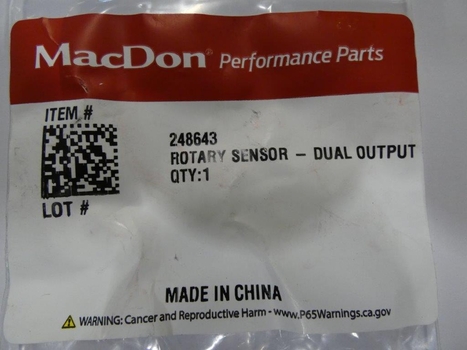 MacDon® Performance Parts
ITEM #
248643
ROTARY SENSOR - DUAL OUTPUT
QTY:1
LOT #
MADE IN CHINA
WARNING: Cancer and Reproductive Harm - www.P65Warnings.ca.gov